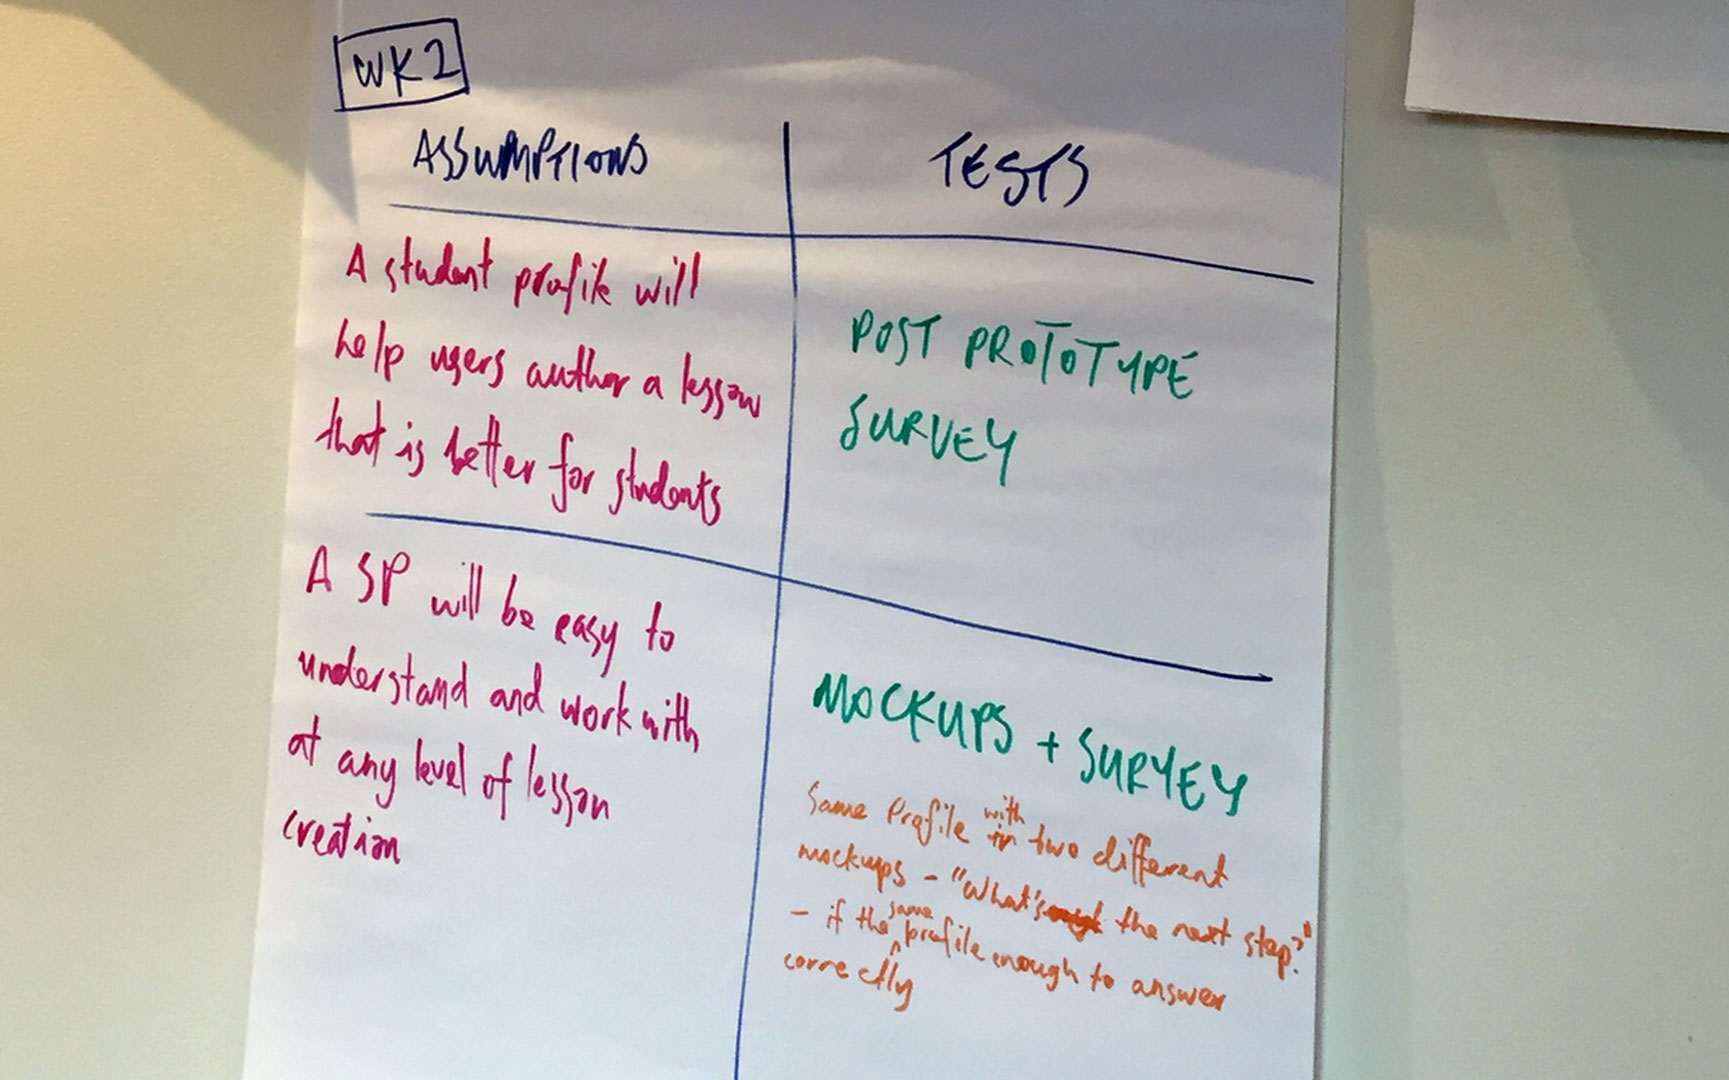 WK2
ASSUMPTIONS
TESTS
A student profile will
help users author a lesson
that is better for students
POST PROTOTYPE
SURVEY
A SP will be easy to
understand and work with
at any level of lesson
creation
MOCKUPS + SURVEY
Same Profile with two different
mockups - "What's the next step?"
- if the same profile enough to answer
correctly